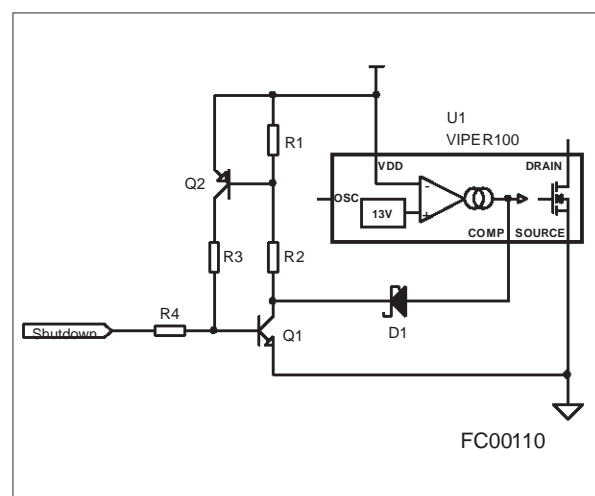 U1
VIPER100
R1
VDD
DRAIN
Q2
-
OSC
13V
+
COMP SOURCE
R3
R2
R4
Shutdown
Q1
D1
FC00110